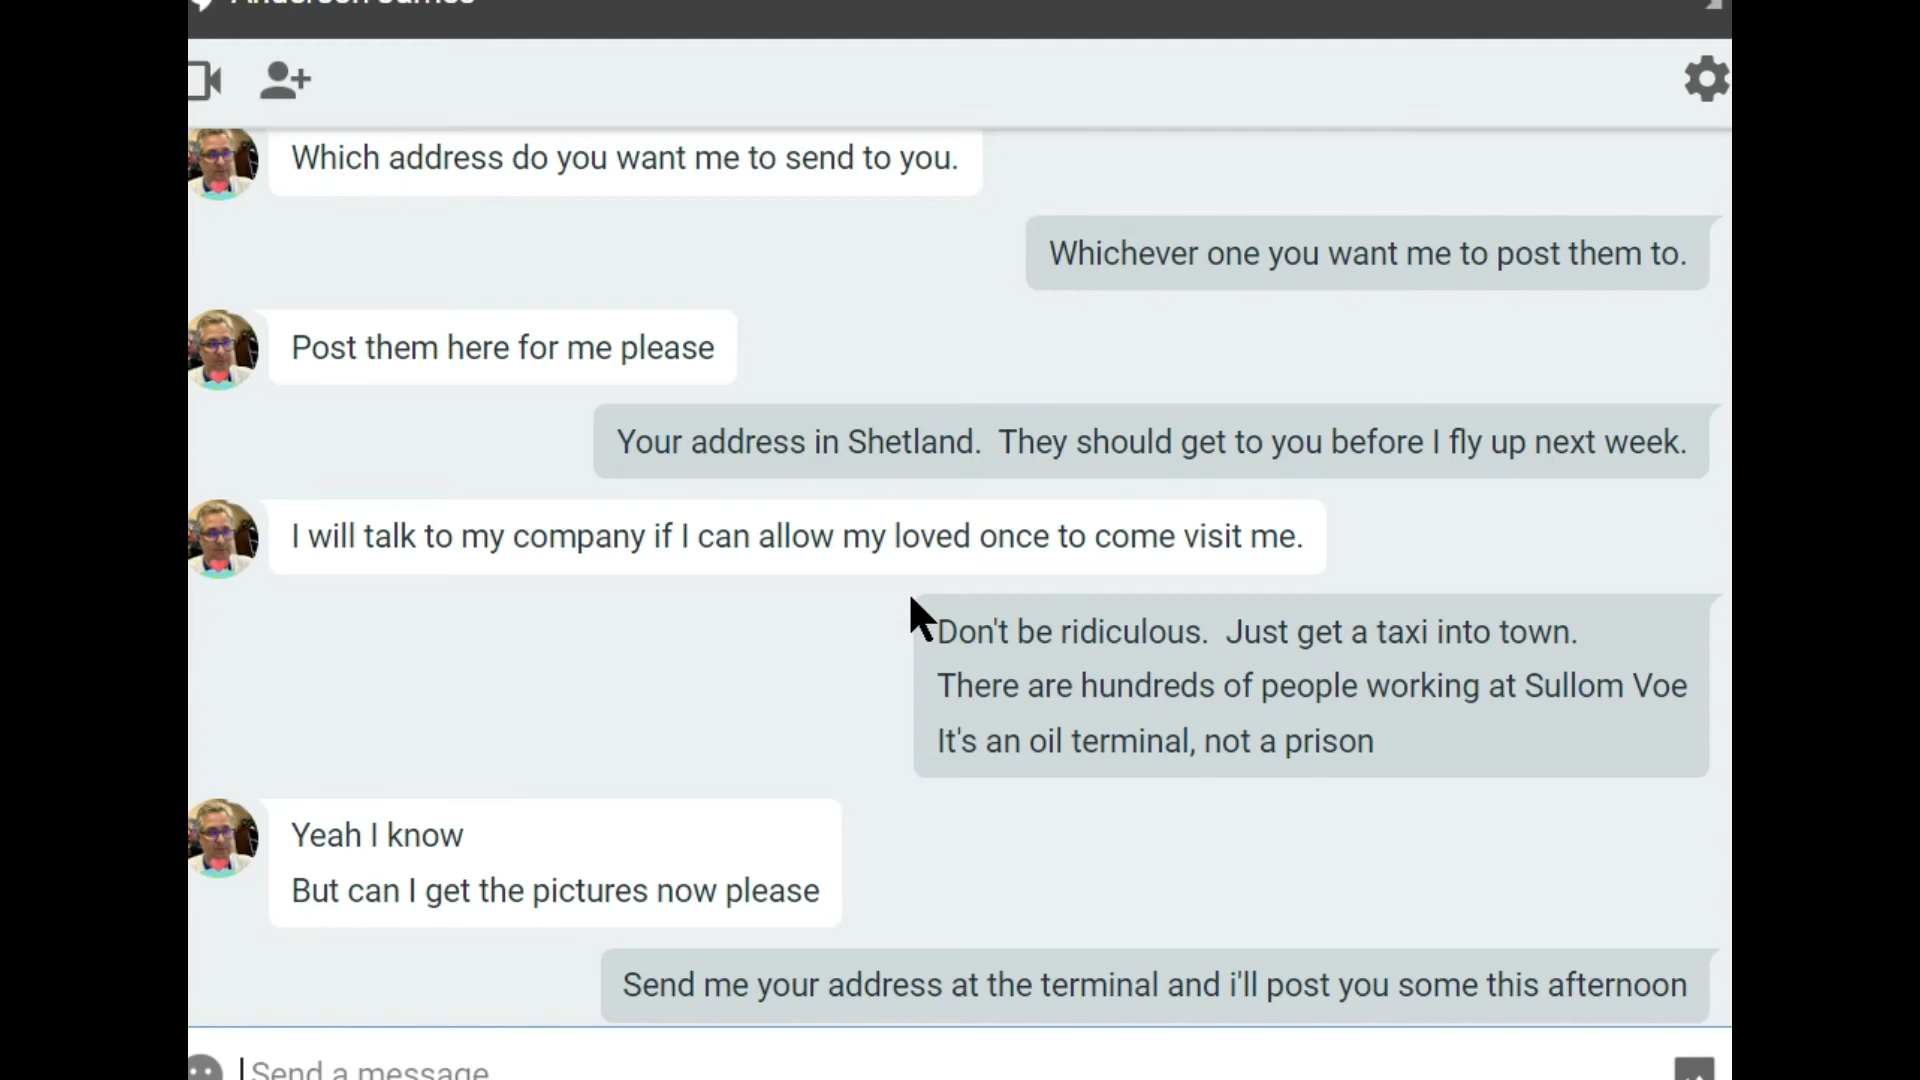 Anderson James
Which address do you want me to send to you.
Whichever one you want me to post them to.
Post them here for me please
Your address in Shetland.  They should get to you before I fly up next week.
I will talk to my company if I can allow my loved once to come visit me.
Don't be ridiculous.  Just get a taxi into town.
There are hundreds of people working at Sullom Voe
It's an oil terminal, not a prison
Yeah I know
But can I get the pictures now please
Send me your address at the terminal and i'll post you some this afternoon
Send a message